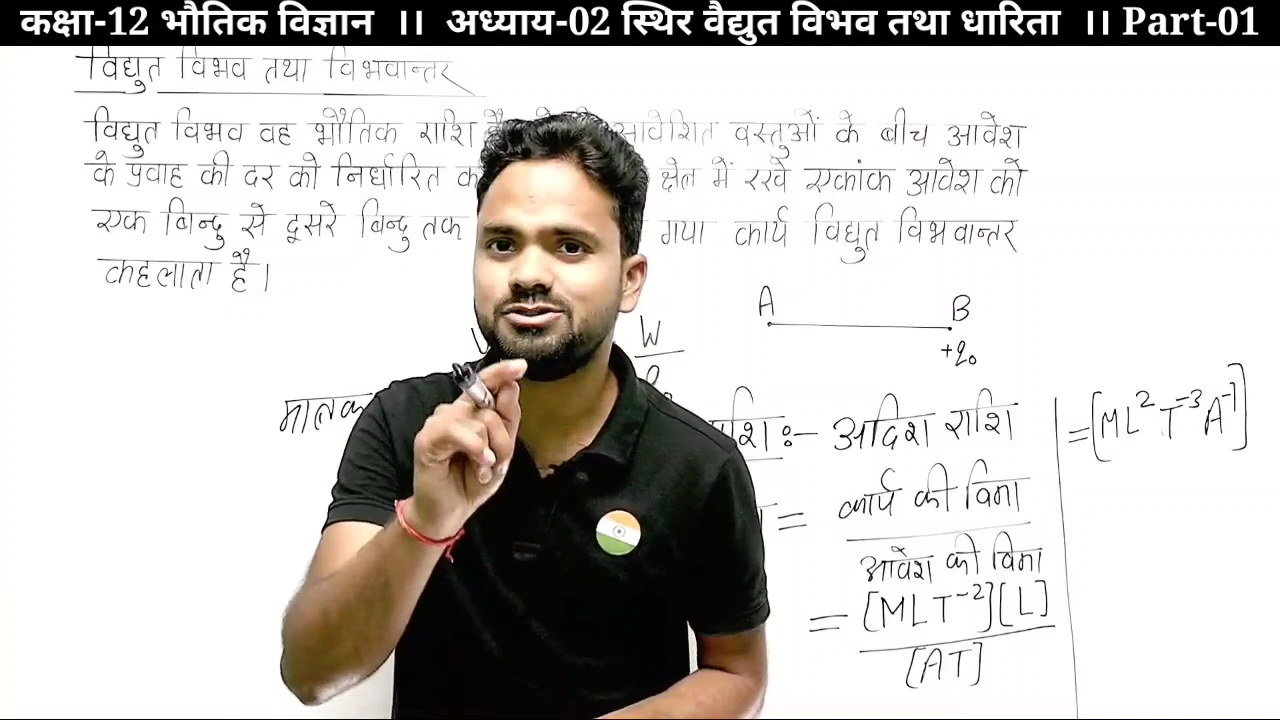 कक्षा-12 भौतिक विज्ञान ।। अध्याय-02 स्थिर वैद्युत विभव तथा धारिता ।। Part-01
विद्युत विभव तथा विभवान्तर
विद्युत विभव वह भौतिक राशि आवेशित वस्तुओं के बीच आवेश
के प्रवाह की दर को निर्धारित क क्षेत्र में रखे एकांक आवेश को
एक बिन्दु से दूसरे बिन्दु तक गया कार्य विद्युत विभवान्तर
कहलाता है।
A B
W
+q₀
मात्रक
राशि :- अदिश राशि
= [ML²T⁻³A⁻¹]
= कार्य की विमा
आवेश की विमा
= [MLT⁻²][L]
[AT]